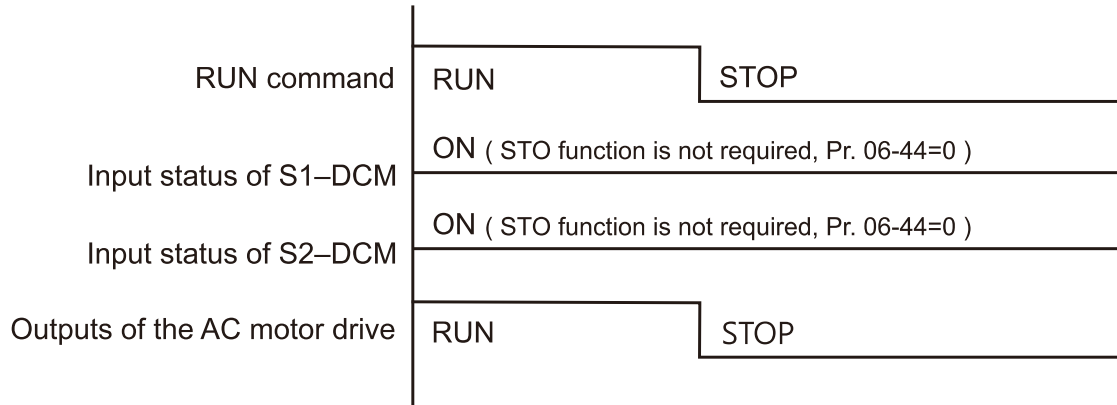 RUN command
RUN
STOP
Input status of S1–DCM
ON ( STO function is not required, Pr. 06-44=0 )
Input status of S2–DCM
ON ( STO function is not required, Pr. 06-44=0 )
Outputs of the AC motor drive
RUN
STOP